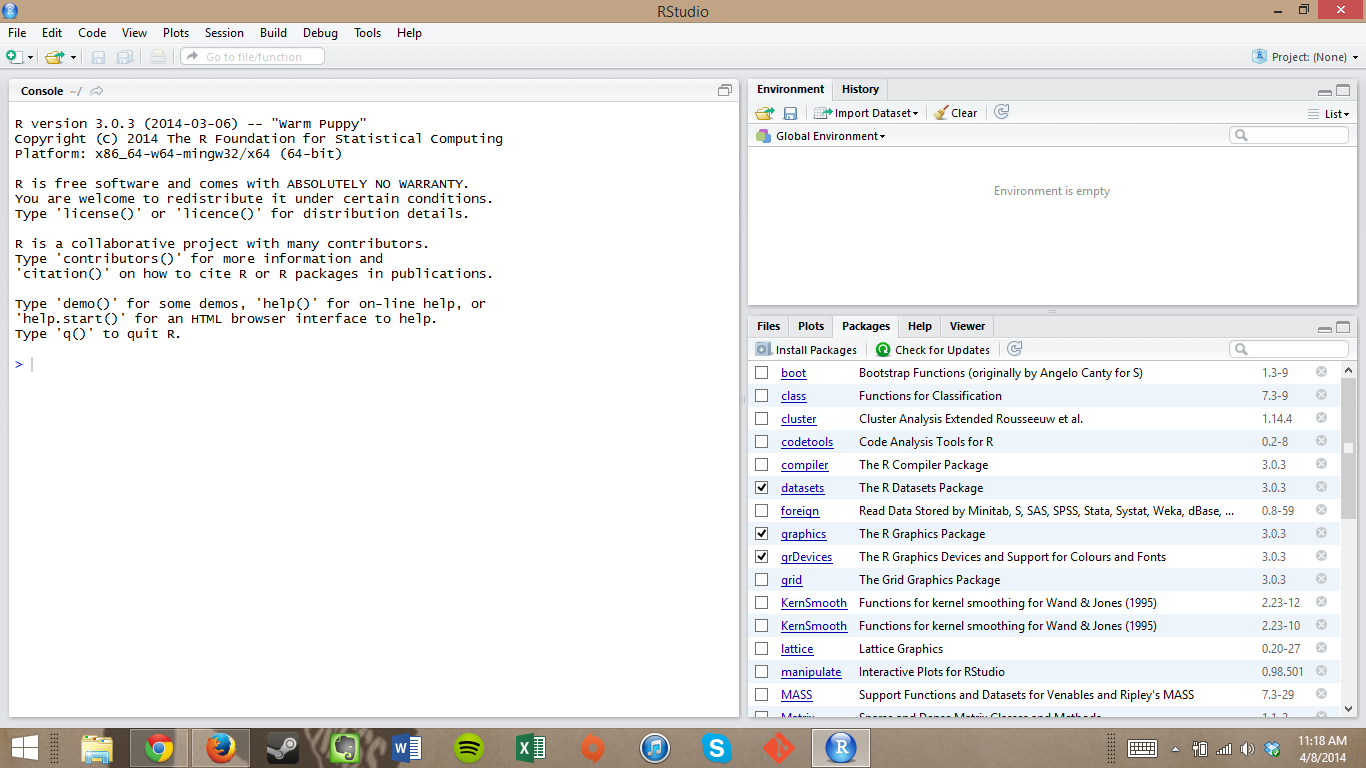 RStudio
File Edit Code View Plots Session Build Debug Tools Help
Go to file/function
Project: (None)
Console ~/
R version 3.0.3 (2014-03-06) -- "Warm Puppy"
Copyright (C) 2014 The R Foundation for Statistical Computing
Platform: x86_64-w64-mingw32/x64 (64-bit)
R is free software and comes with ABSOLUTELY NO WARRANTY.
You are welcome to redistribute it under certain conditions.
Type 'license()' or 'licence()' for distribution details.
R is a collaborative project with many contributors.
Type 'contributors()' for more information and
'citation()' on how to cite R or R packages in publications.
Type 'demo()' for some demos, 'help()' for on-line help, or
'help.start()' for an HTML browser interface to help.
Type 'q()' to quit R.
>
Environment History
Import Dataset Clear List
Global Environment
Environment is empty
Files Plots Packages Help Viewer
Install Packages Check for Updates
boot Bootstrap Functions (originally by Angelo Canty for S) 1.3-9
class Functions for Classification 7.3-9
cluster Cluster Analysis Extended Rousseeuw et al. 1.14.4
codetools Code Analysis Tools for R 0.2-8
compiler The R Compiler Package 3.0.3
datasets The R Datasets Package 3.0.3
foreign Read Data Stored by Minitab, S, SAS, SPSS, Stata, Systat, Weka, dBase, ... 0.8-59
graphics The R Graphics Package 3.0.3
grDevices The R Graphics Devices and Support for Colours and Fonts 3.0.3
grid The Grid Graphics Package 3.0.3
KernSmooth Functions for kernel smoothing for Wand & Jones (1995) 2.23-12
KernSmooth Functions for kernel smoothing for Wand & Jones (1995) 2.23-10
lattice Lattice Graphics 0.20-27
manipulate Interactive Plots for RStudio 0.98.501
MASS Support Functions and Datasets for Venables and Ripley's MASS 7.3-29
Matrix Sparse and Dense Matrix Classes and Methods
11:18 AM
4/8/2014